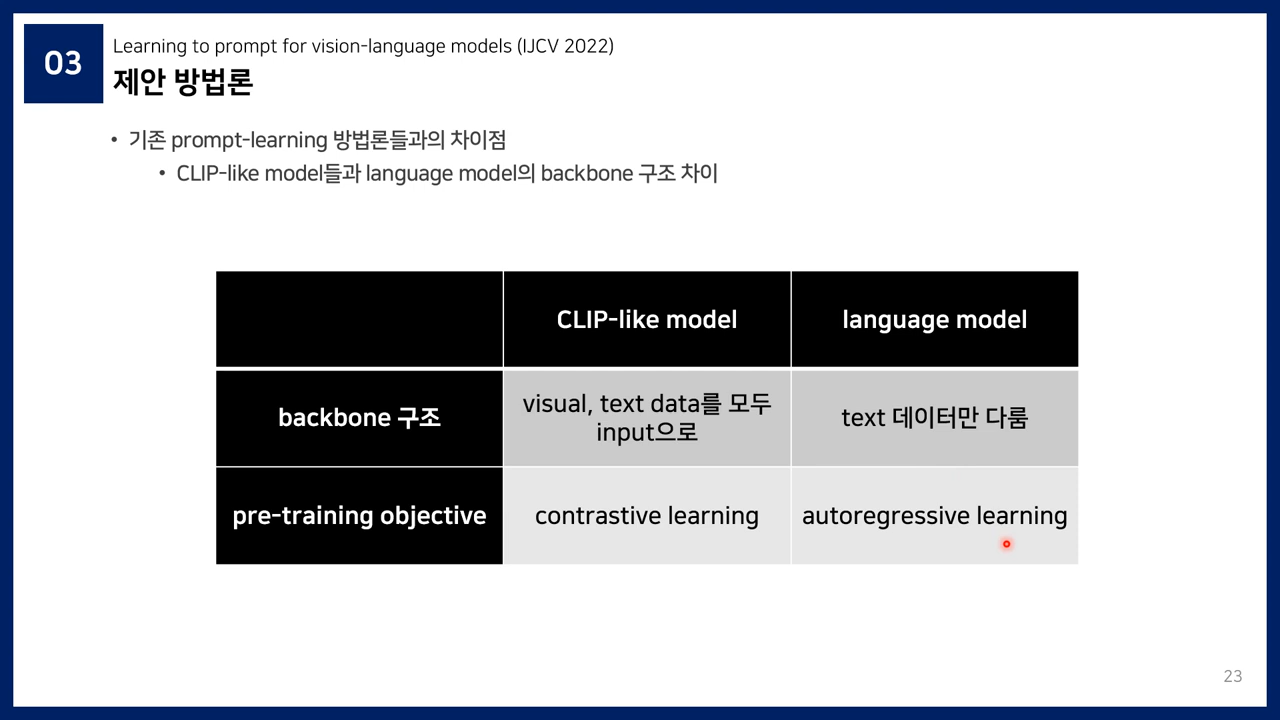 03
Learning to prompt for vision-language models (IJCV 2022)
제안 방법론
• 기존 prompt-learning 방법론들과의 차이점
• CLIP-like model들과 language model의 backbone 구조 차이
CLIP-like model
language model
backbone 구조
visual, text data를 모두
input으로
text 데이터만 다룸
pre-training objective
contrastive learning
autoregressive learning
23